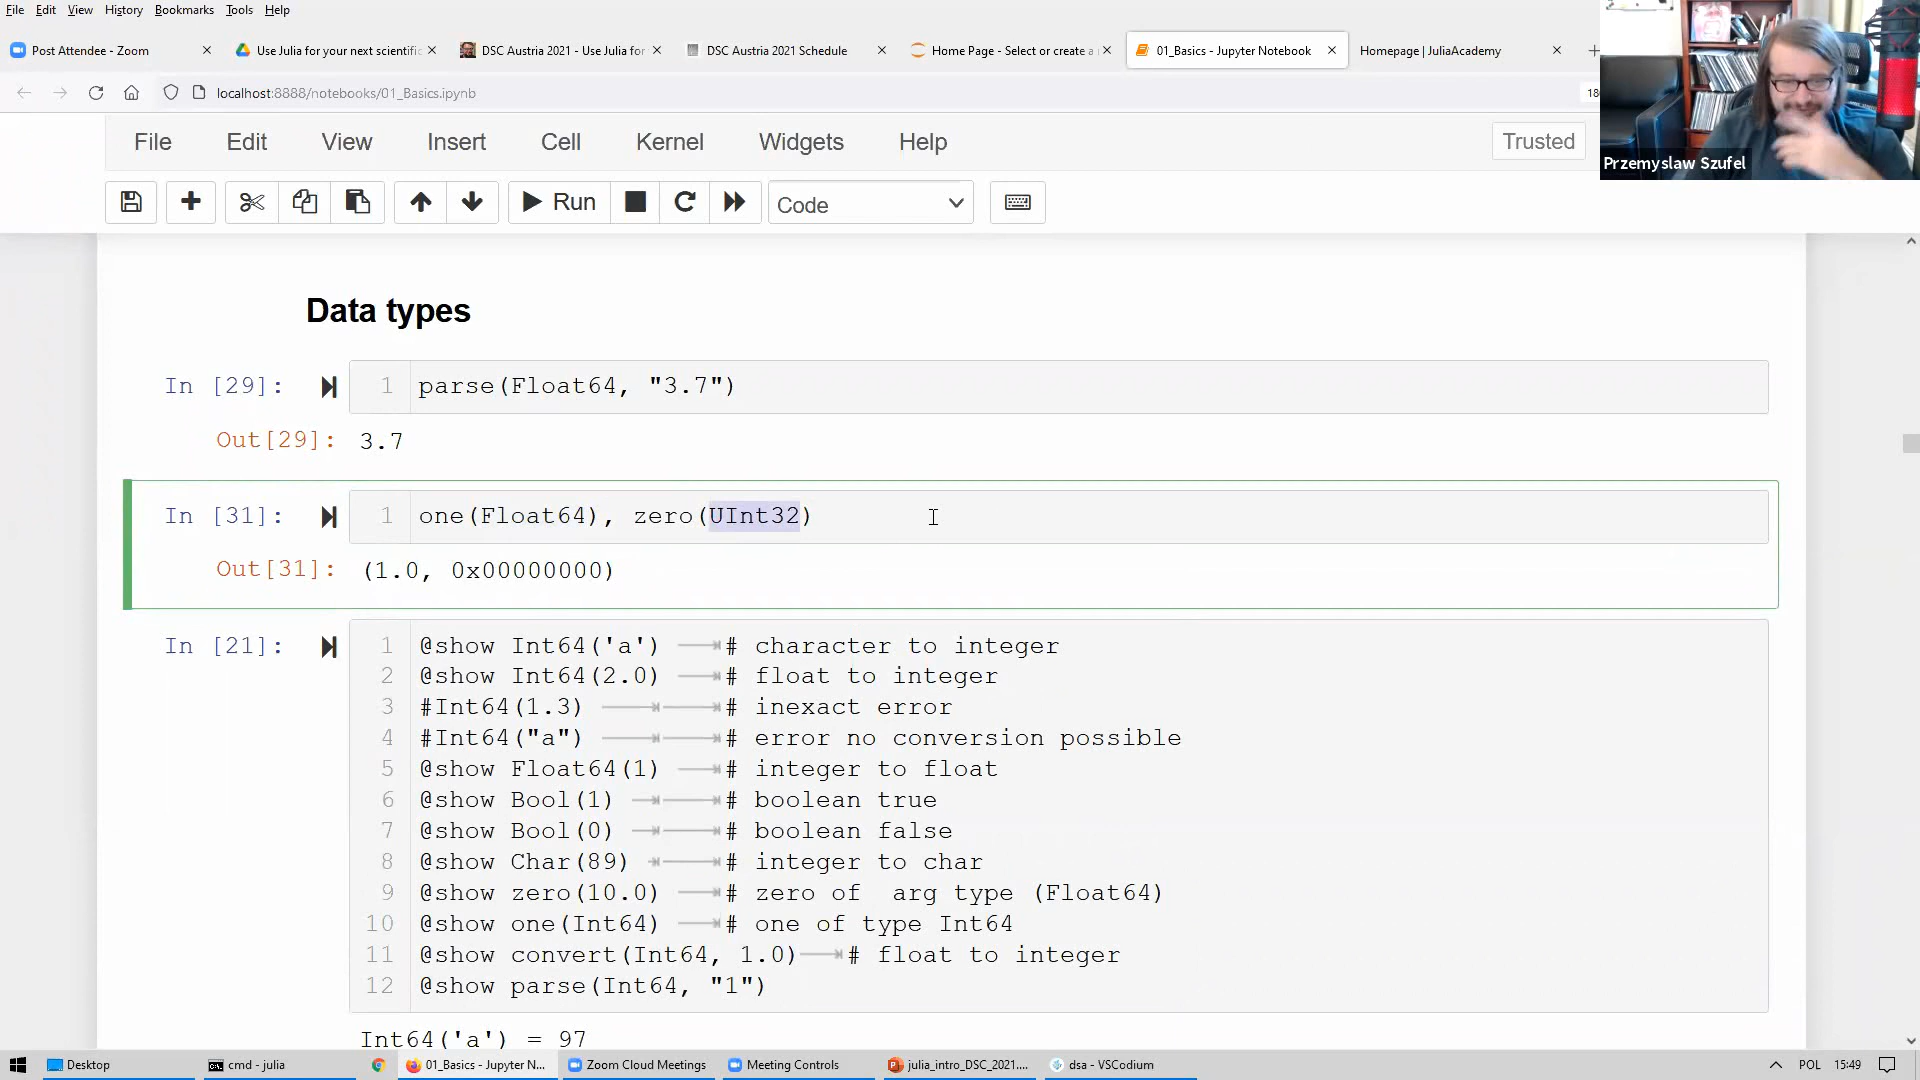 File Edit View History Bookmarks Tools Help
Post Attendee - Zoom
Use Julia for your next scientific
DSC Austria 2021 - Use Julia for
DSC Austria 2021 Schedule
Home Page - Select or create a
01_Basics - Jupyter Notebook
Homepage | JuliaAcademy
localhost:8888/notebooks/01_Basics.ipynb
18
Przemyslaw Szufel
File Edit View Insert Cell Kernel Widgets Help
Trusted
Run
Code
Data types
In [29]:
1 parse(Float64, "3.7")
Out[29]: 3.7
In [31]:
1 one(Float64), zero(UInt32)
Out[31]: (1.0, 0x00000000)
In [21]:
1 @show Int64('a') # character to integer
2 @show Int64(2.0) # float to integer
3 #Int64(1.3) # inexact error
4 #Int64("a") # error no conversion possible
5 @show Float64(1) # integer to float
6 @show Bool(1) # boolean true
7 @show Bool(0) # boolean false
8 @show Char(89) # integer to char
9 @show zero(10.0) # zero of  arg type (Float64)
10 @show one(Int64) # one of type Int64
11 @show convert(Int64, 1.0) # float to integer
12 @show parse(Int64, "1")
Int64('a') = 97
Desktop
cmd - julia
01_Basics - Jupyter N...
Zoom Cloud Meetings
Meeting Controls
julia_intro_DSC_2021....
dsa - VSCodium
POL
15:49